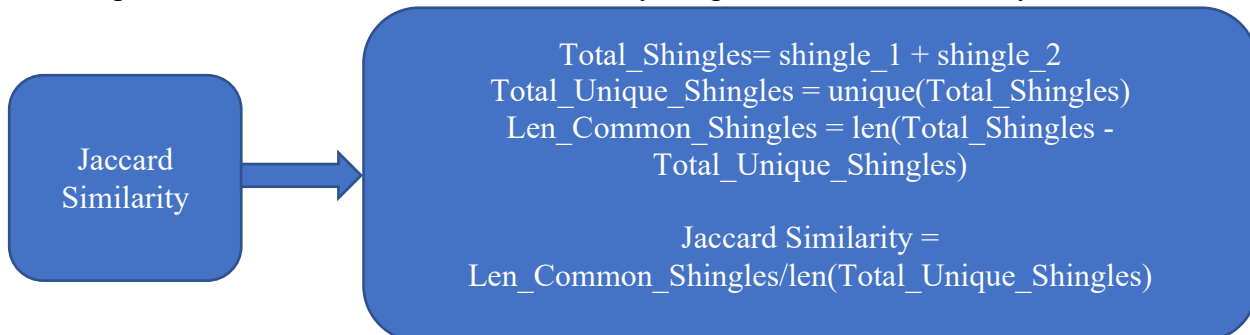 Jaccard
Similarity
Total_Shingles= shingle_1 + shingle_2
Total_Unique_Shingles = unique(Total_Shingles)
Len_Common_Shingles = len(Total_Shingles -
Total_Unique_Shingles)
Jaccard Similarity =
Len_Common_Shingles/len(Total_Unique_Shingles)